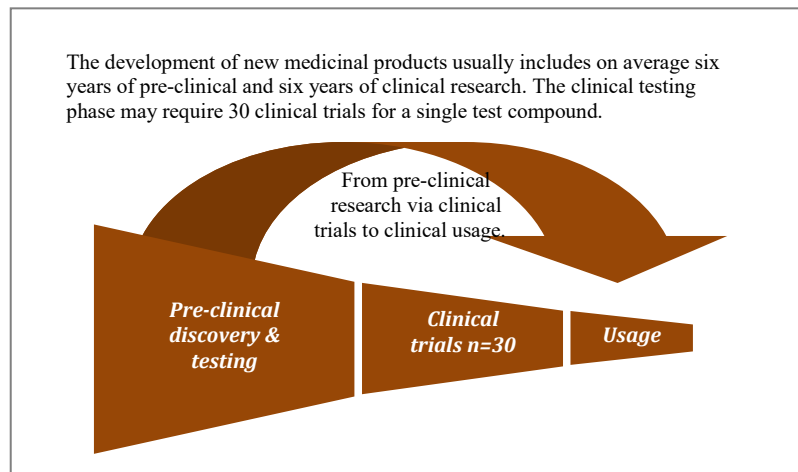 The development of new medicinal products usually includes on average six
years of pre-clinical and six years of clinical research. The clinical testing
phase may require 30 clinical trials for a single test compound.
From pre-clinical
research via clinical
trials to clinical usage.
Pre-clinical
discovery &
testing
Clinical
trials n=30
Usage